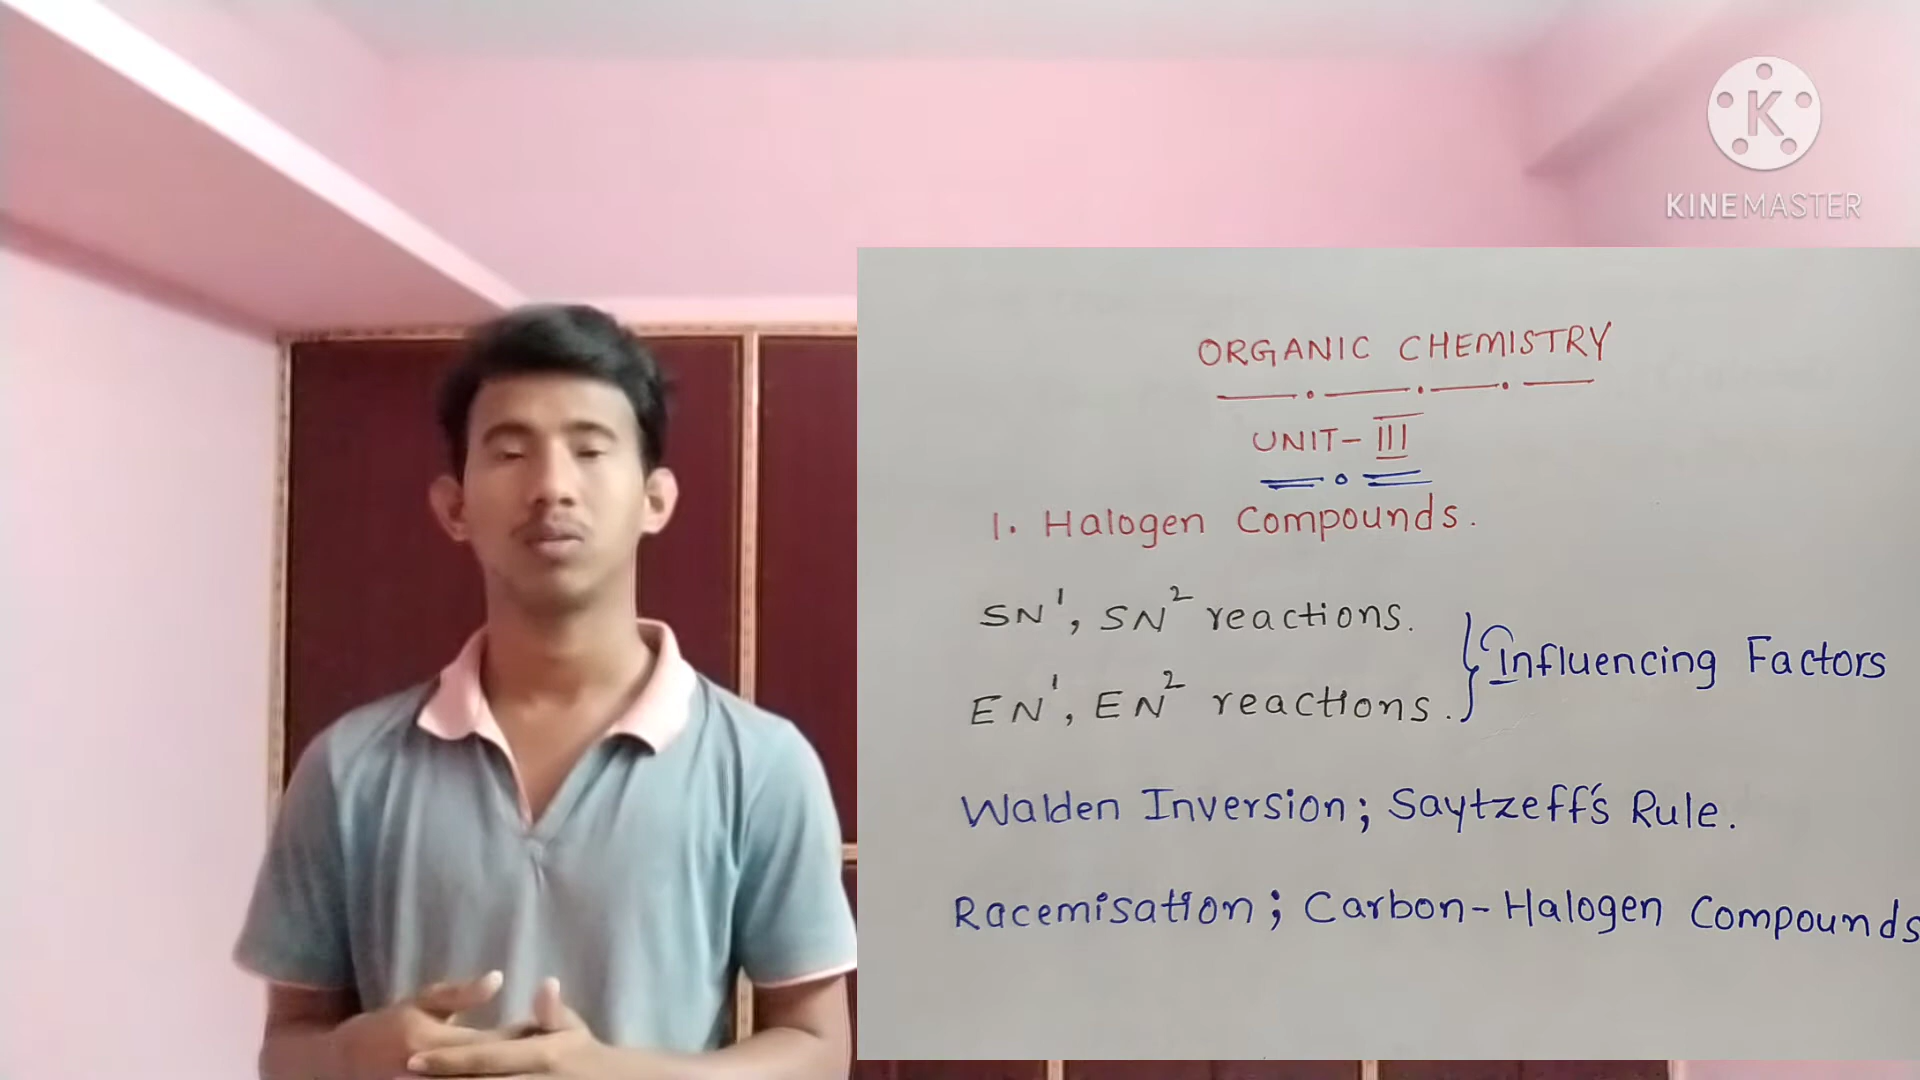 K
KINEMASTER
ORGANIC CHEMISTRY
UNIT-III
1. Halogen Compounds.
SN¹, SN² reactions.
EN¹, EN² reactions.
} Influencing Factors
Walden Inversion; Saytzeff's Rule.
Racemisation; Carbon-Halogen Compounds